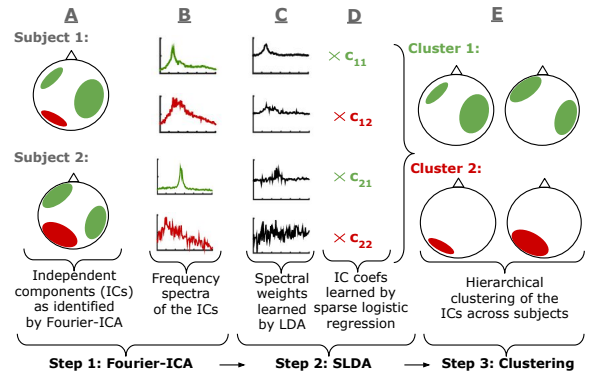 A B C D E
Subject 1:
× c11
Cluster 1:
× c12
Subject 2:
× c21
Cluster 2:
× c22
Independent
components (ICs)
as identified
by Fourier-ICA
Frequency
spectra
of the ICs
Spectral
weights
learned
by LDA
IC coefs
learned by
sparse logistic
regression
Hierarchical
clustering of the
ICs across subjects
Step 1: Fourier-ICA → Step 2: SLDA → Step 3: Clustering